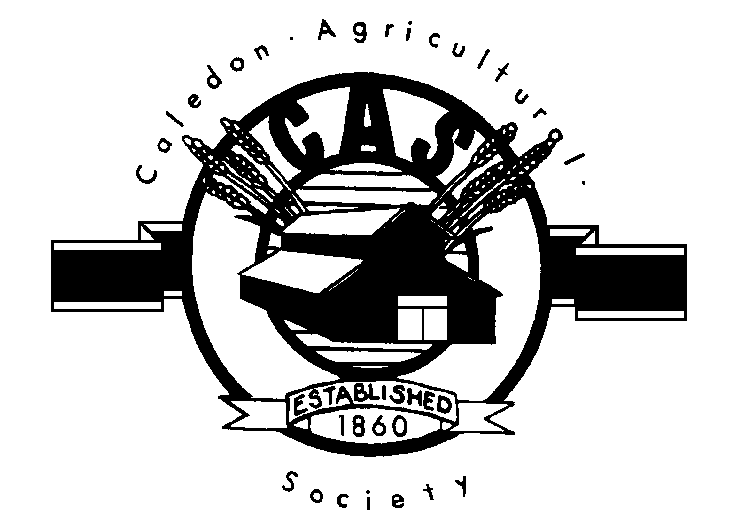 Caledon · Agricultural ·
CAS
ESTABLISHED
1860
Society